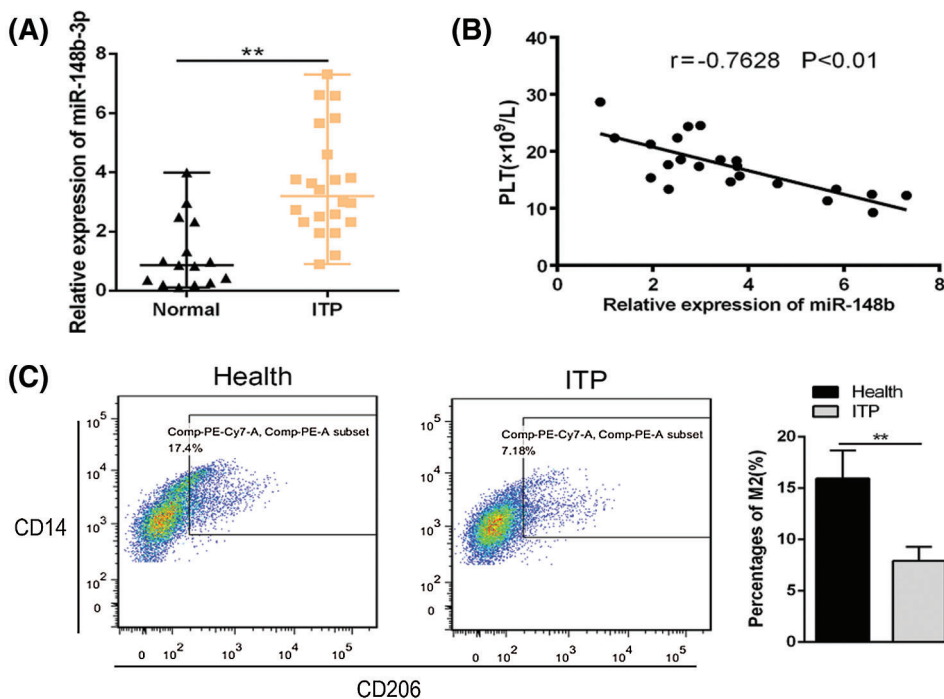 (A)
Relative expression of miR-148b-3p
8
6
4
2
0
**
Normal
ITP
(B)
PLT(×10⁹/L)
40
30
20
10
0
r=-0.7628 P<0.01
0
2
4
6
8
Relative expression of miR-148b
(C)
Health
ITP
CD14
10⁵
10⁴
10³
10²
0
Comp-PE-Cy7-A, Comp-PE-A subset
17.4%
0
10²
10³
10⁴
10⁵
10⁵
10⁴
10³
10²
0
Comp-PE-Cy7-A, Comp-PE-A subset
7.18%
0
10²
10³
10⁴
10⁵
CD206
Health
ITP
Percentages of M2(%)
20
15
10
5
0
**